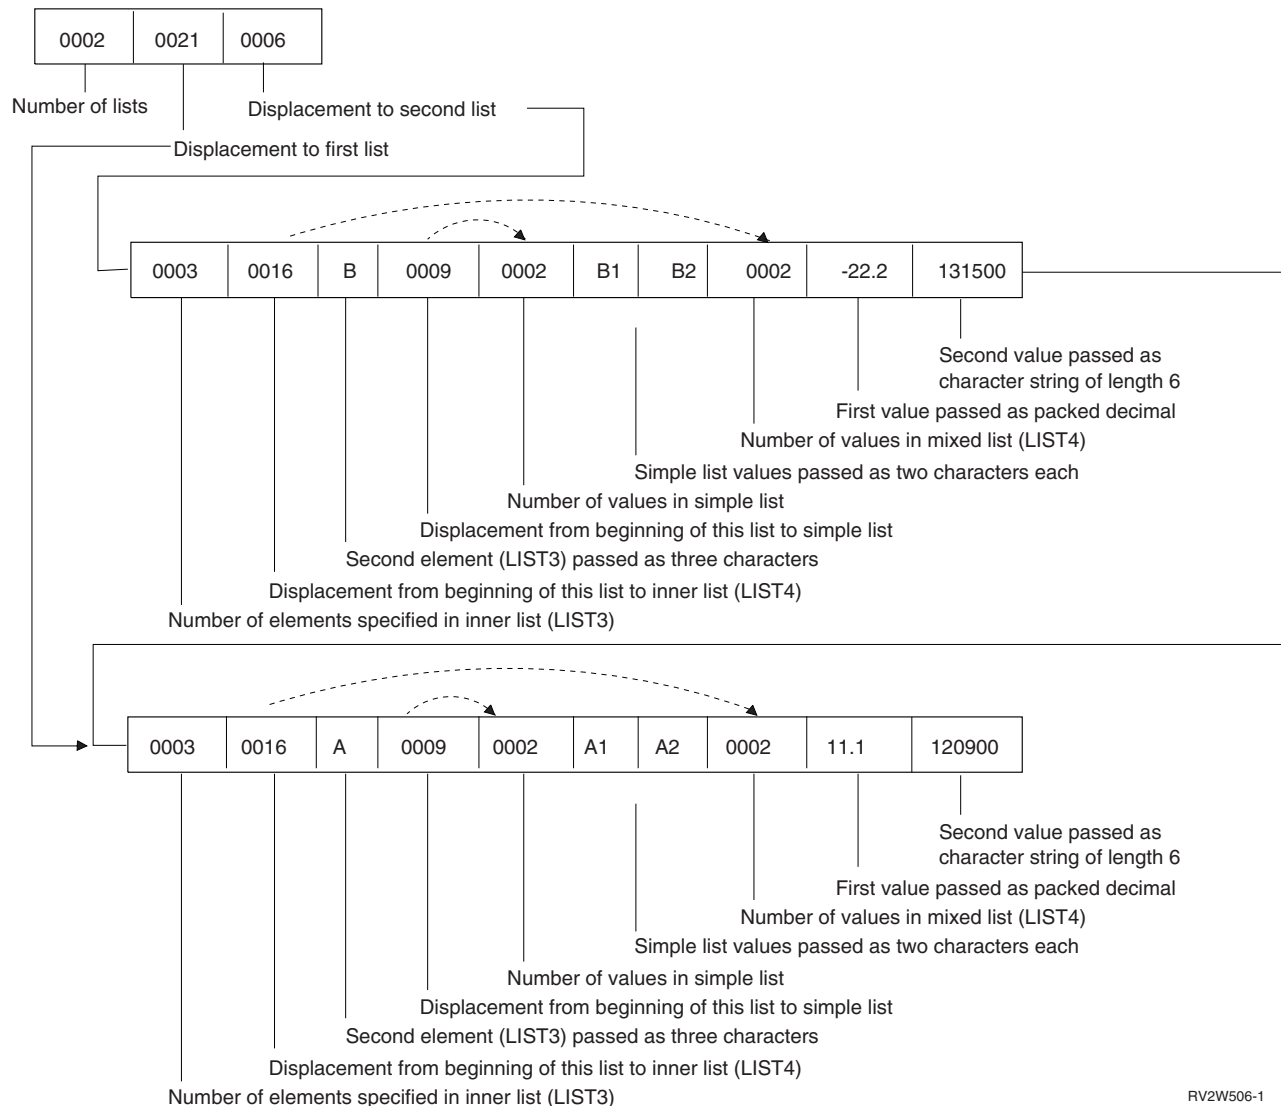 0002 0021 0006
Number of lists
Displacement to second list
Displacement to first list
0003 0016 B 0009 0002 B1 B2 0002 -22.2 131500
Second value passed as
character string of length 6
First value passed as packed decimal
Number of values in mixed list (LIST4)
Simple list values passed as two characters each
Number of values in simple list
Displacement from beginning of this list to simple list
Second element (LIST3) passed as three characters
Displacement from beginning of this list to inner list (LIST4)
Number of elements specified in inner list (LIST3)
0003 0016 A 0009 0002 A1 A2 0002 11.1 120900
Second value passed as
character string of length 6
First value passed as packed decimal
Number of values in mixed list (LIST4)
Simple list values passed as two characters each
Number of values in simple list
Displacement from beginning of this list to simple list
Second element (LIST3) passed as three characters
Displacement from beginning of this list to inner list (LIST4)
Number of elements specified in inner list (LIST3)
RV2W506-1